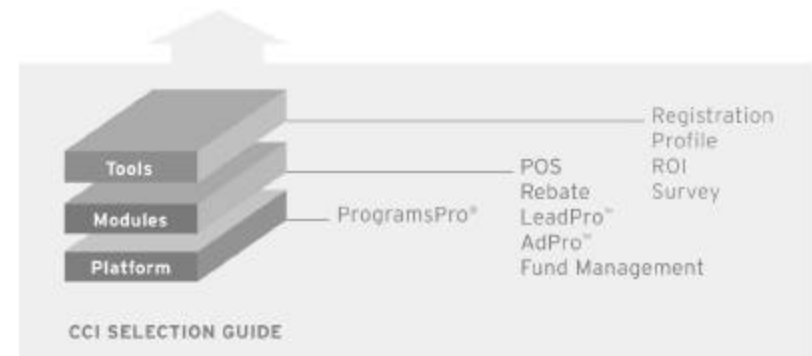 Tools
Modules
Platform
ProgramsPro®
POS
Rebate
LeadPro™
AdPro™
Fund Management
Registration
Profile
ROI
Survey
CCI SELECTION GUIDE